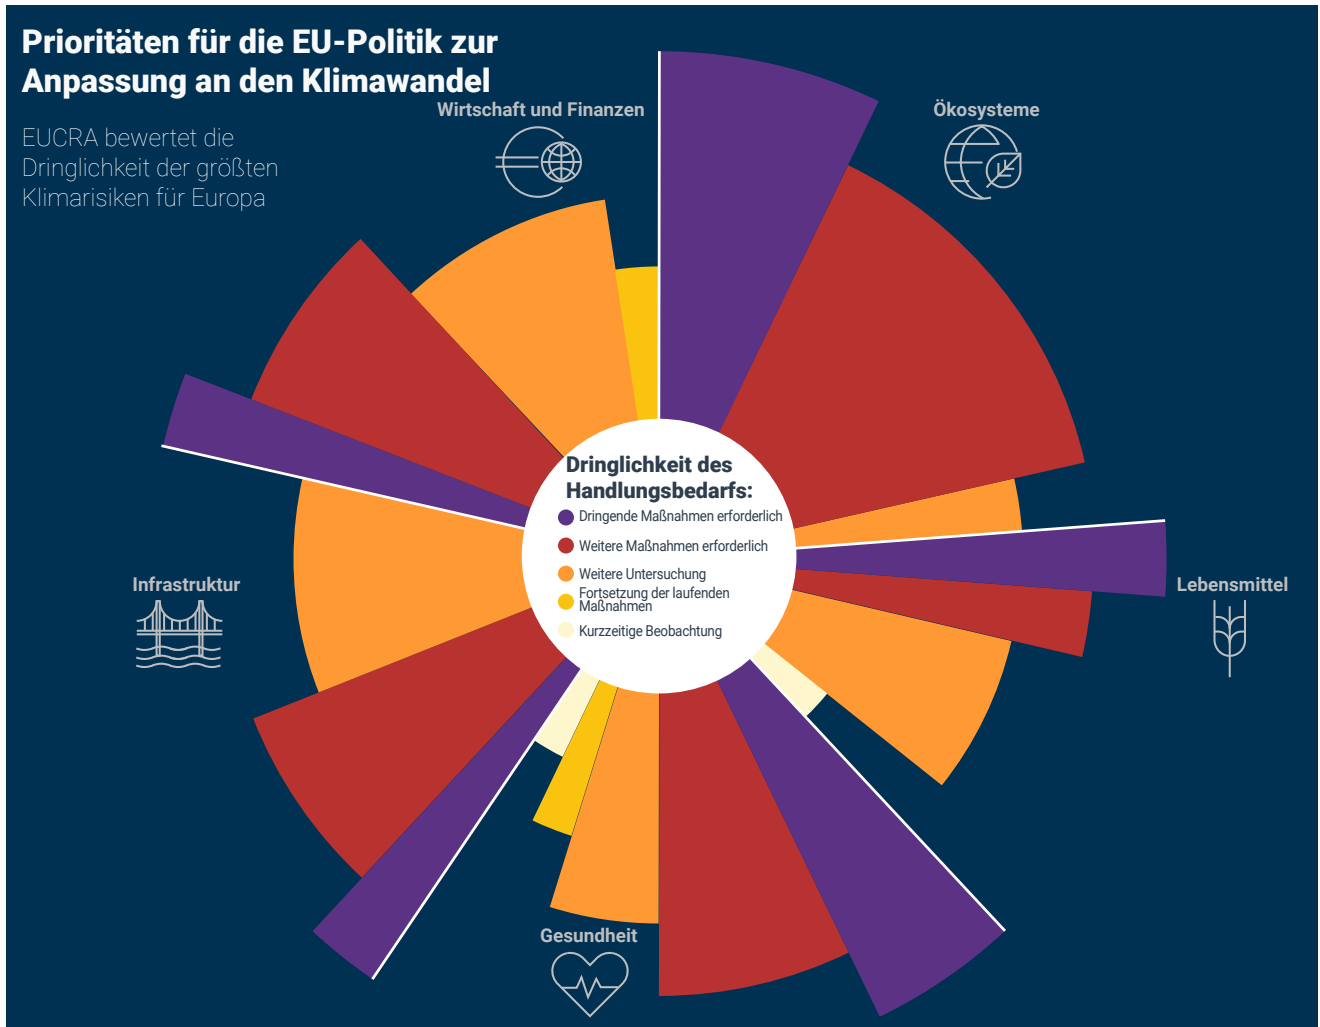 Prioritäten für die EU-Politik zur
Anpassung an den Klimawandel
EUCRA bewertet die
Dringlichkeit der größten
Klimarisiken für Europa
Wirtschaft und Finanzen
Ökosysteme
Dringlichkeit des
Handlungsbedarfs:
Dringende Maßnahmen erforderlich
Weitere Maßnahmen erforderlich
Weitere Untersuchung
Fortsetzung der laufenden
Maßnahmen
Kurzzeitige Beobachtung
Infrastruktur
Lebensmittel
Gesundheit